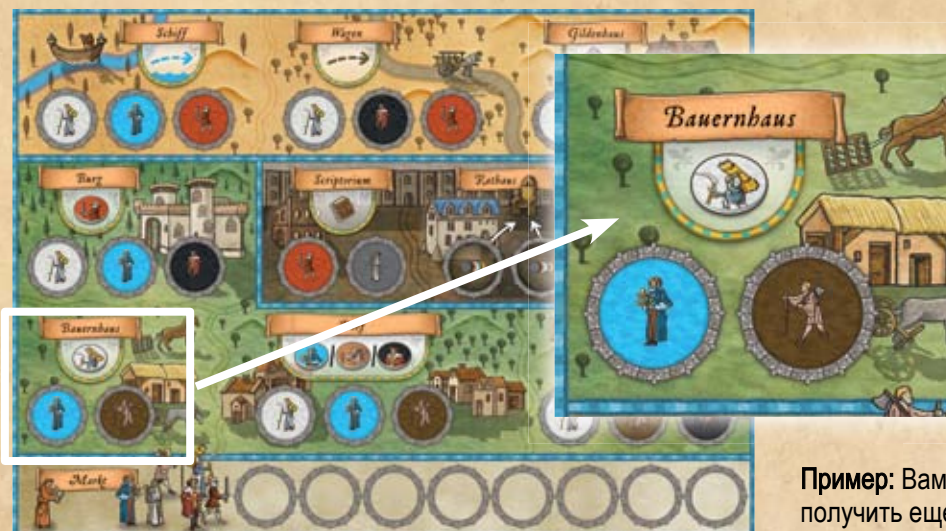 Schiff
Wagen
Gildenhaus
Bauernhaus
Burg
Scriptorium
Rathaus
Bauernhaus
Markt
Пример: Вам
получить еще